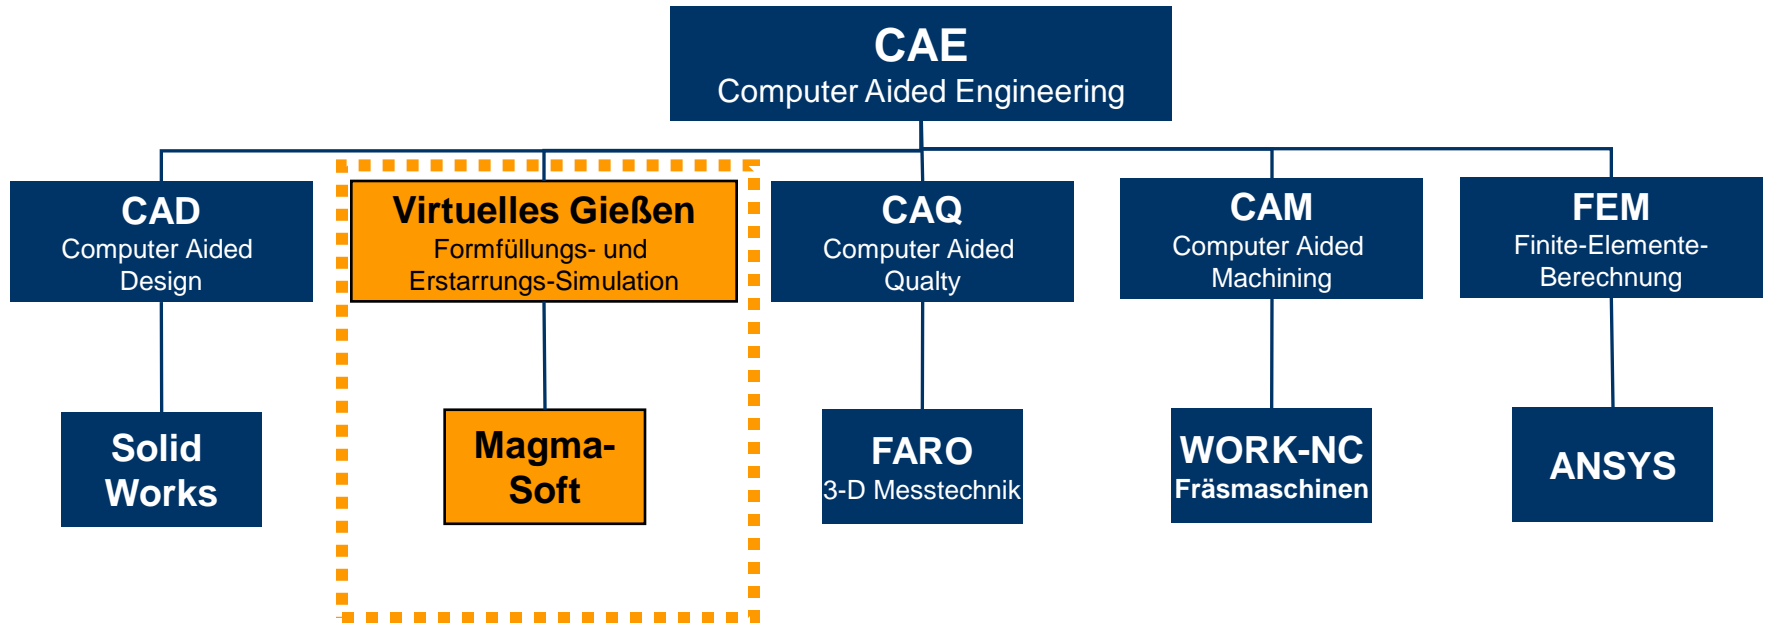 CAE
Computer Aided Engineering
CAD
Computer Aided
Design
Virtuelles Gießen
Formfüllungs- und
Erstarrungs-Simulation
CAQ
Computer Aided
Qualty
CAM
Computer Aided
Machining
FEM
Finite-Elemente-
Berechnung
Solid
Works
Magma-
Soft
FARO
3-D Messtechnik
WORK-NC
Fräsmaschinen
ANSYS